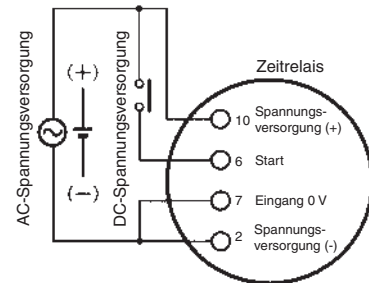 Zeitrelais
AC-Spannungsversorgung
(+)
(−)
DC-Spannungsversorgung
10 Spannungs-
versorgung (+)
6 Start
7 Eingang 0 V
2 Spannungs-
versorgung (-)